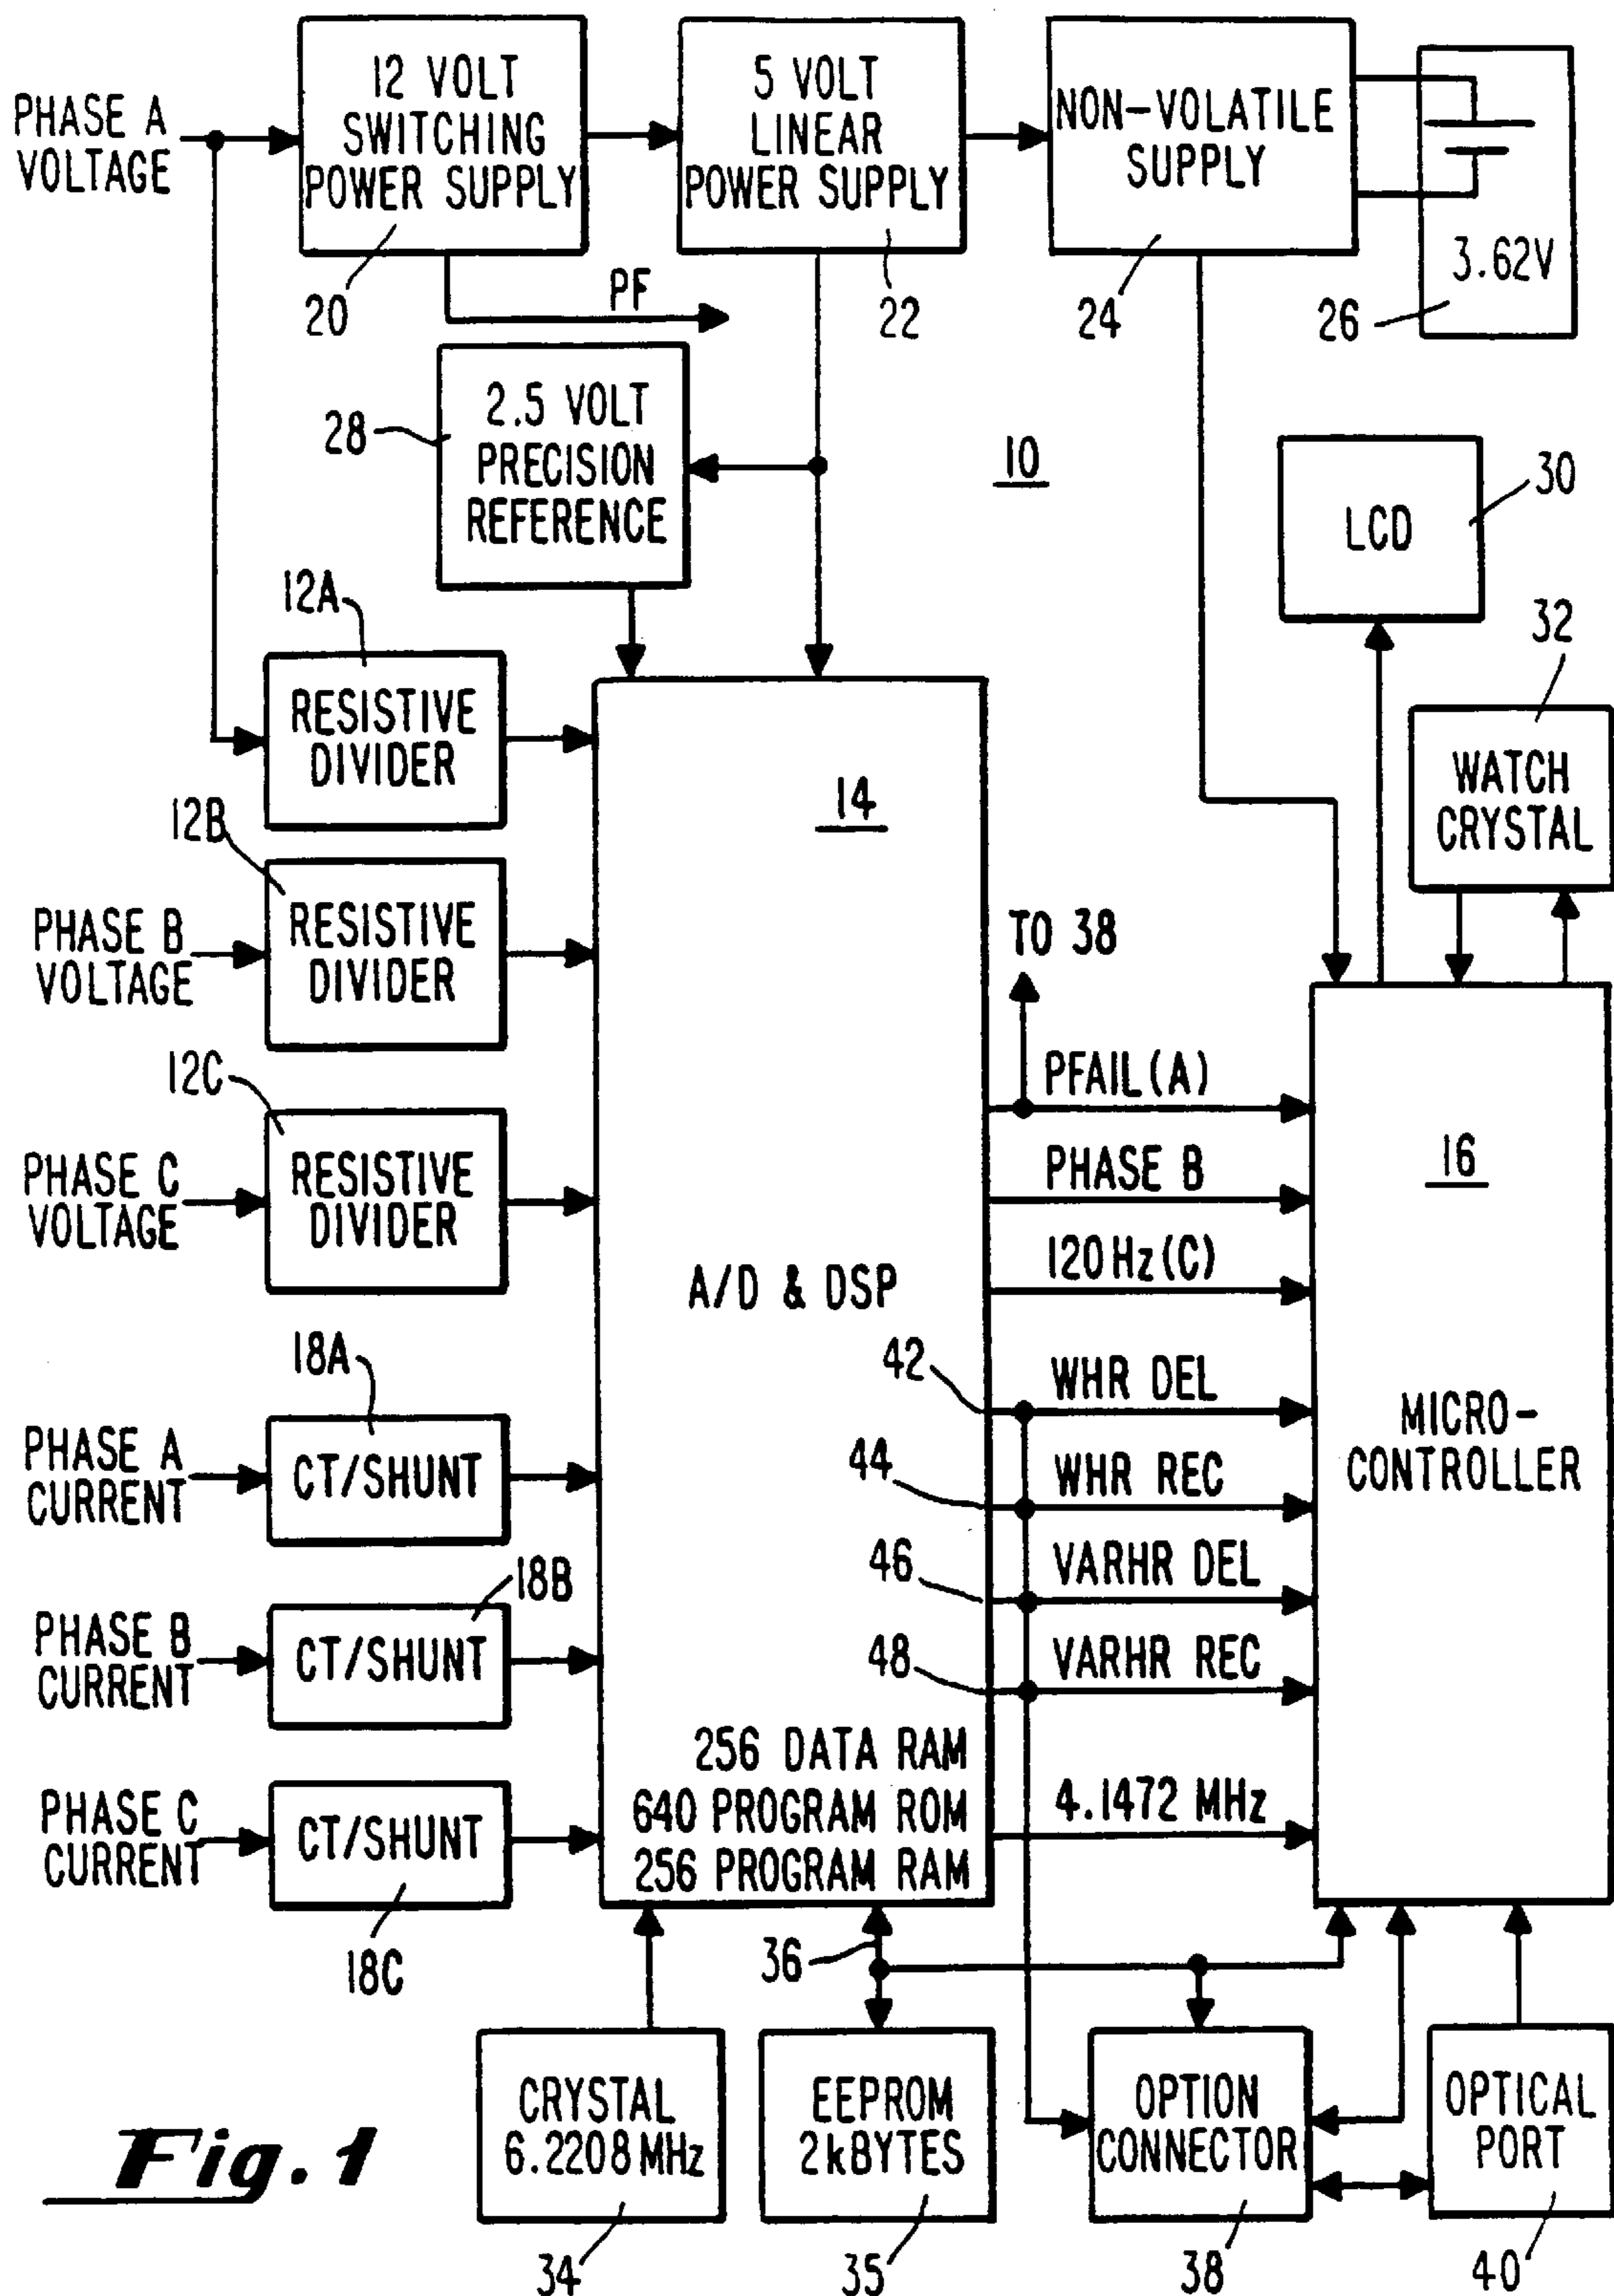 PHASE A
VOLTAGE
12 VOLT
SWITCHING
POWER SUPPLY
20
PF
5 VOLT
LINEAR
POWER SUPPLY
22
NON-VOLATILE
SUPPLY
24
3.62V
26
28
2.5 VOLT
PRECISION
REFERENCE
10
LCD
30
32
WATCH
CRYSTAL
12A
RESISTIVE
DIVIDER
12B
PHASE B
VOLTAGE
RESISTIVE
DIVIDER
12C
PHASE C
VOLTAGE
RESISTIVE
DIVIDER
18A
PHASE A
CURRENT
CT/SHUNT
18B
PHASE B
CURRENT
CT/SHUNT
PHASE C
CURRENT
CT/SHUNT
18C
14
A/D & DSP
256 DATA RAM
640 PROGRAM ROM
256 PROGRAM RAM
TO 38
PFAIL(A)
PHASE B
120Hz(C)
42
WHR DEL
44
WHR REC
46
VARHR DEL
48
VARHR REC
4.1472 MHz
16
MICRO-
CONTROLLER
36
CRYSTAL
6.2208MHz
34
EEPROM
2kBYTES
35
OPTION
CONNECTOR
38
OPTICAL
PORT
40
Fig. 1